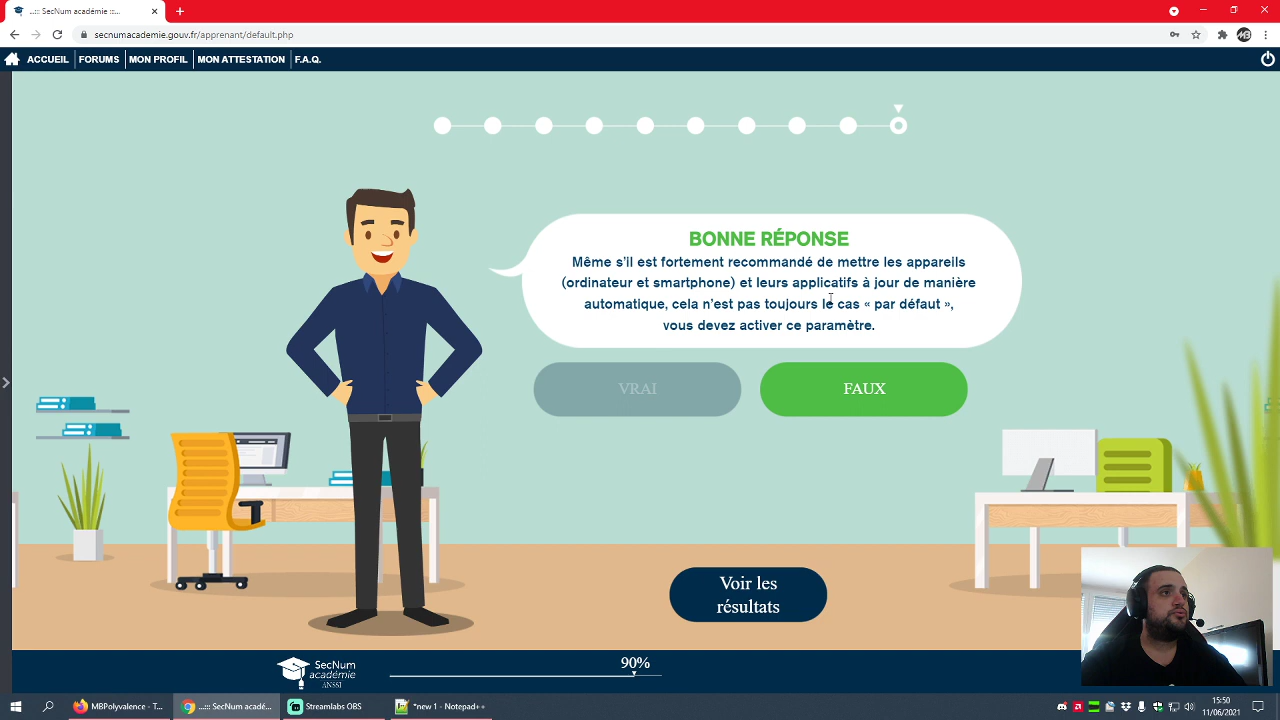 ..:: SecNum académie ::...
secnumacademie.gouv.fr/apprenant/default.php
ACCUEIL
FORUMS
MON PROFIL
MON ATTESTATION
F.A.Q.
BONNE RÉPONSE
Même s'il est fortement recommandé de mettre les appareils
(ordinateur et smartphone) et leurs applicatifs à jour de manière
automatique, cela n'est pas toujours le cas « par défaut »,
vous devez activer ce paramètre.
VRAI
FAUX
Voir les
résultats
SecNum
académie
ANSSI
90%
MBPolyvalence - T...
..:: SecNum acadé...
Streamlabs OBS
*new 1 - Notepad++
15:50
11/06/2021